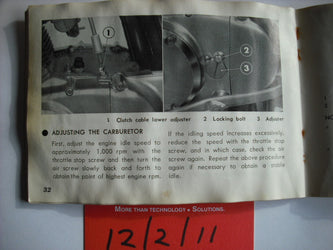 1
2
3
1 Clutch cable lower adjuster 2 Locking bolt 3 Adjuster
ADJUSTING THE CARBURETOR
First, adjust the engine idle speed to
approximately 1,000 rpm with the
throttle stop screw and then turn the
air screw slowly back and forth to
obtain the point of highest engine rpm.
If the idling speed increases excessively,
reduce the speed with the throttle stop
screw, and in which case, check the air
screw again. Repeat the above procedure
again if necessary to obtain a stable
idle.
32
MORE THAN TECHNOLOGY • SOLUTIONS.
12/2/11